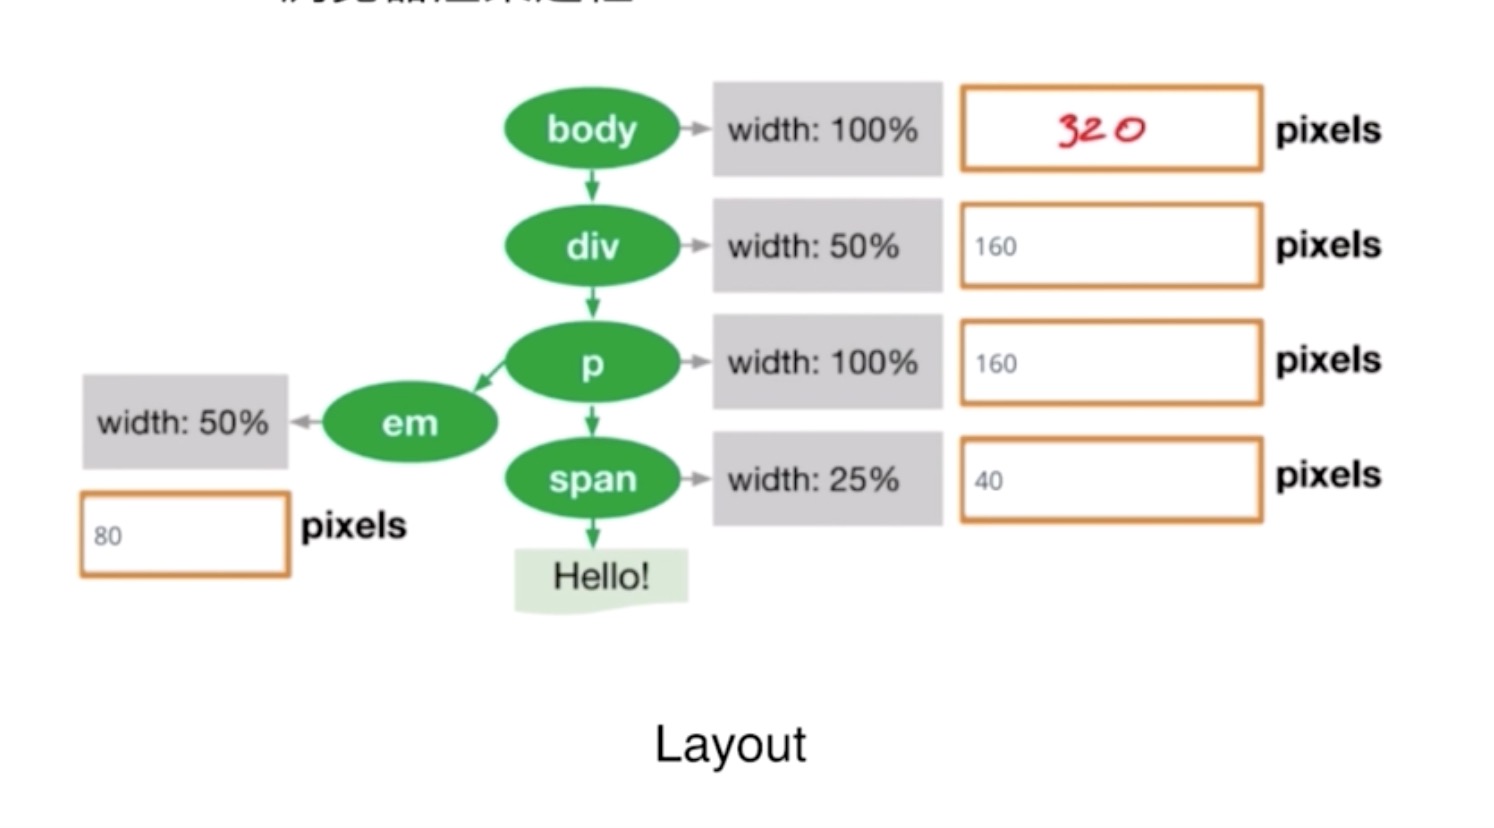 body width: 100% 320 pixels
div width: 50% 160 pixels
p width: 100% 160 pixels
width: 50% em
span width: 25% 40 pixels
80 pixels
Hello!
Layout